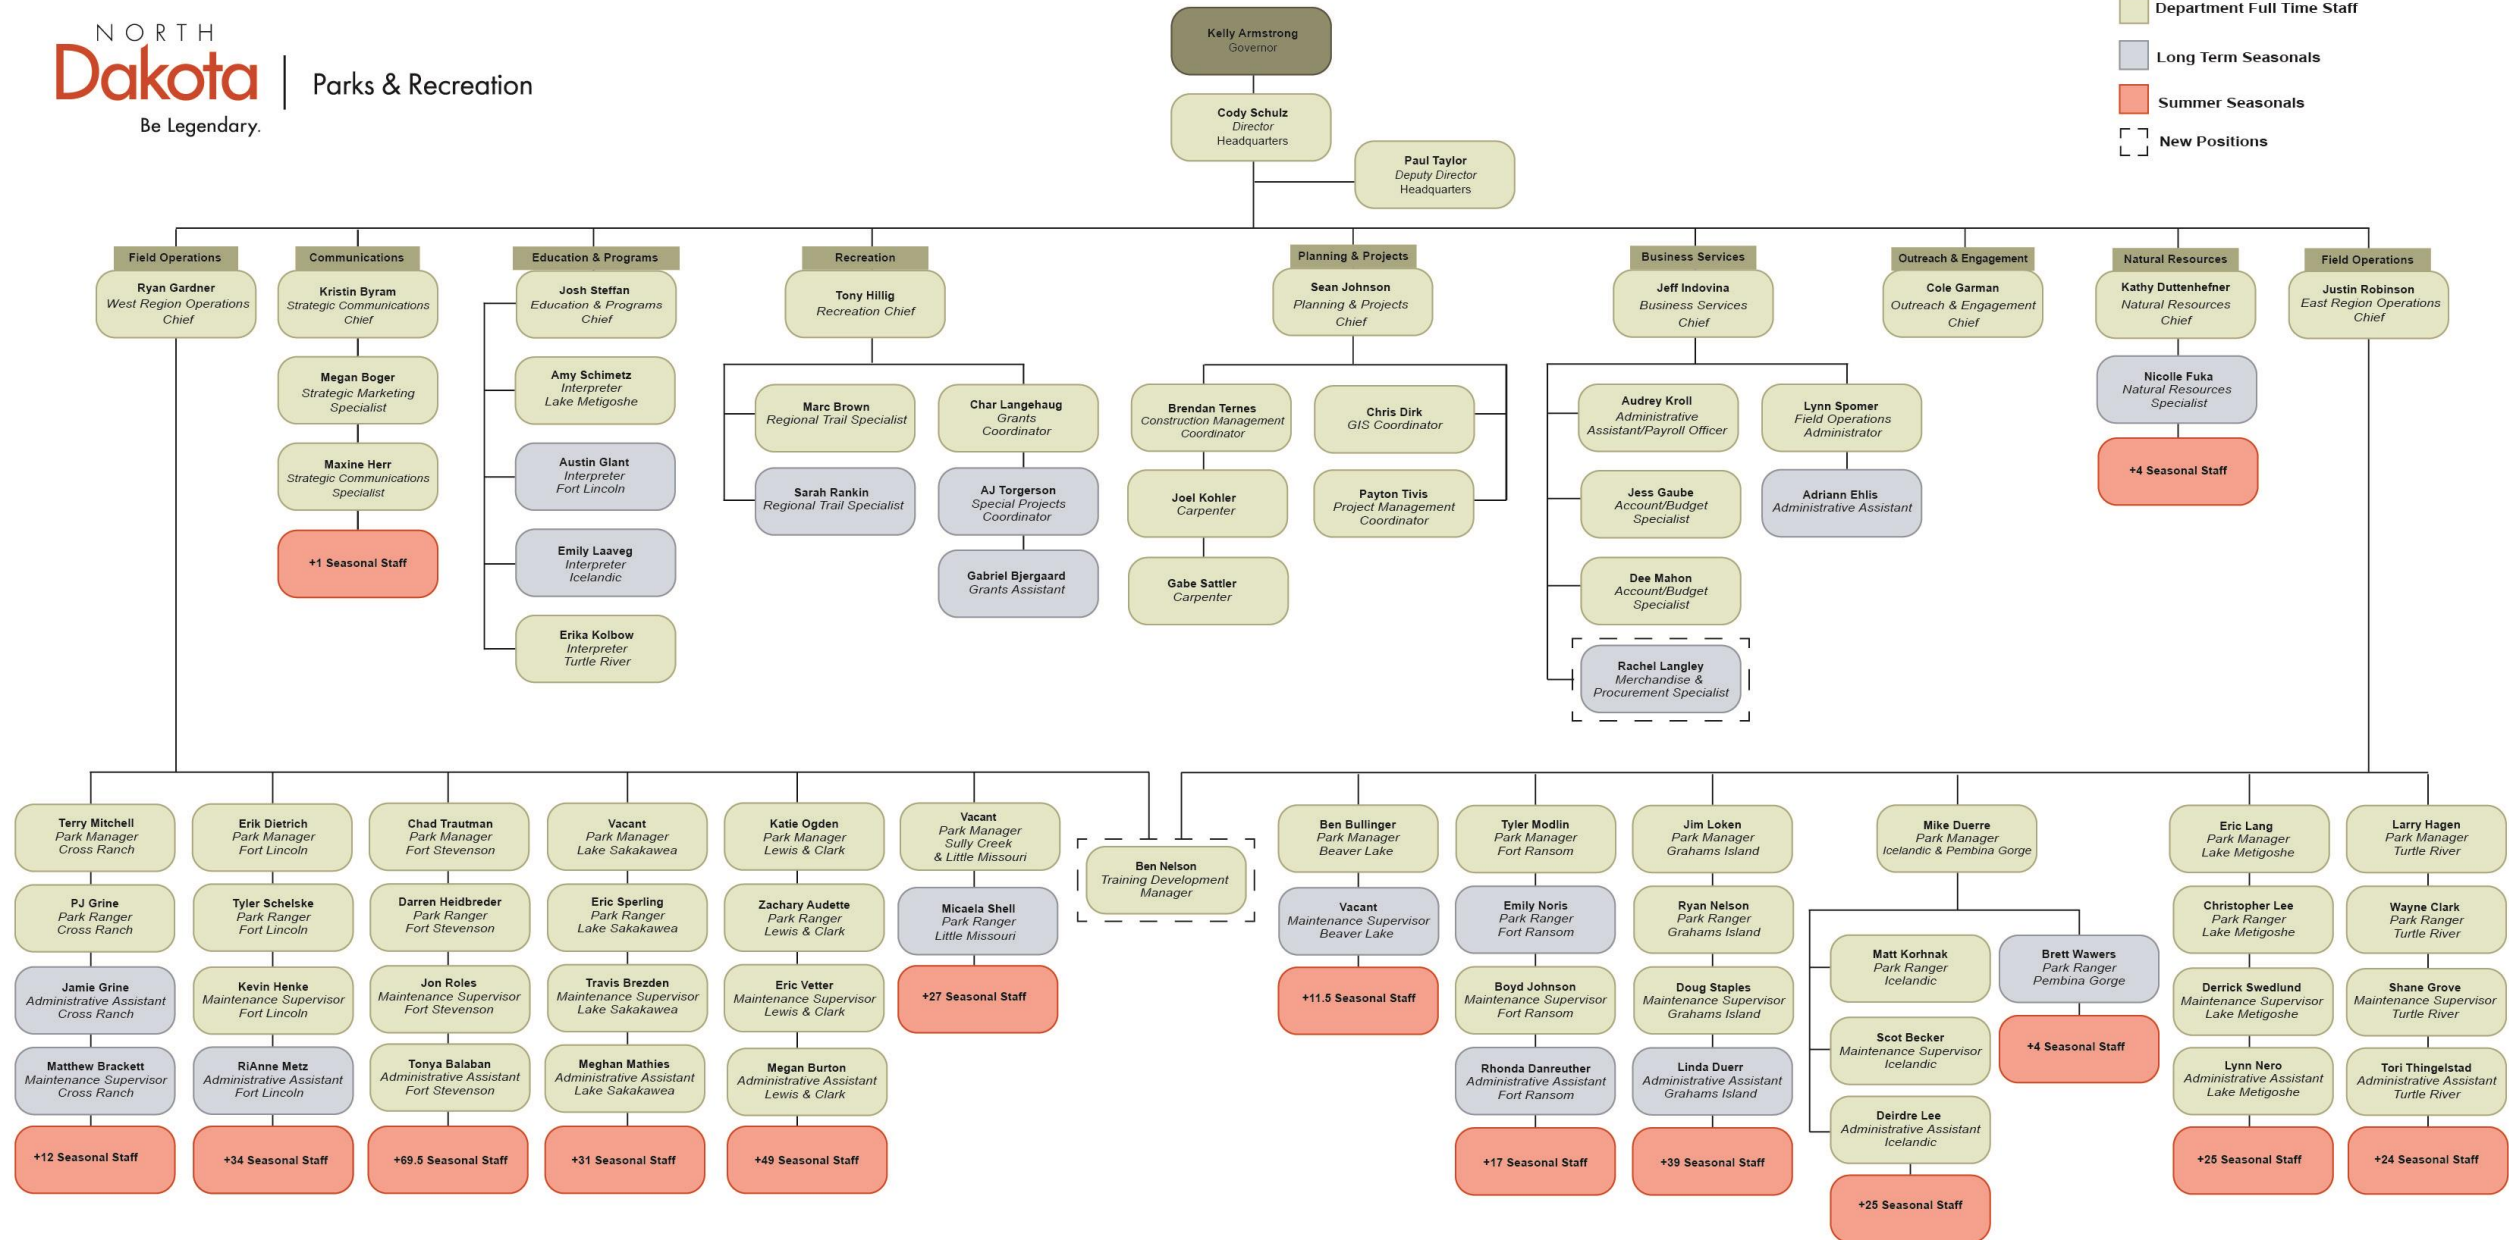 NORTH
Dakota
Be Legendary.
Parks & Recreation
Department Full Time Staff
Long Term Seasonals
Summer Seasonals
New Positions
Kelly Armstrong
Governor
Cody Schulz
Director
Headquarters
Paul Taylor
Deputy Director
Headquarters
Field Operations
Ryan Gardner
West Region Operations
Chief
Communications
Kristin Byram
Strategic Communications
Chief
Megan Boger
Strategic Marketing
Specialist
Maxine Herr
Strategic Communications
Specialist
+1 Seasonal Staff
Education & Programs
Josh Steffan
Education & Programs
Chief
Amy Schimetz
Interpreter
Lake Metigoshe
Austin Glant
Interpreter
Fort Lincoln
Emily Laaveg
Interpreter
Icelandic
Erika Kolbow
Interpreter
Turtle River
Recreation
Tony Hillig
Recreation Chief
Marc Brown
Regional Trail Specialist
Sarah Rankin
Regional Trail Specialist
Char Langehaug
Grants
Coordinator
AJ Torgerson
Special Projects
Coordinator
Gabriel Bjergaard
Grants Assistant
Planning & Projects
Sean Johnson
Planning & Projects
Chief
Brendan Ternes
Construction Management
Coordinator
Joel Kohler
Carpenter
Gabe Sattler
Carpenter
Chris Dirk
GIS Coordinator
Payton Tivis
Project Management
Coordinator
Business Services
Jeff Indovina
Business Services
Chief
Audrey Kroll
Administrative
Assistant/Payroll Officer
Jess Gaube
Account/Budget
Specialist
Dee Mahon
Account/Budget
Specialist
Rachel Langley
Merchandise &
Procurement Specialist
Lynn Spomer
Field Operations
Administrator
Adriann Ehlis
Administrative Assistant
Outreach & Engagement
Cole Garman
Outreach & Engagement
Chief
Natural Resources
Kathy Duttenhefner
Natural Resources
Chief
Nicolle Fuka
Natural Resources
Specialist
+4 Seasonal Staff
Field Operations
Justin Robinson
East Region Operations
Chief
Terry Mitchell
Park Manager
Cross Ranch
PJ Grine
Park Ranger
Cross Ranch
Jamie Grine
Administrative Assistant
Cross Ranch
Matthew Brackett
Maintenance Supervisor
Cross Ranch
+12 Seasonal Staff
Erik Dietrich
Park Manager
Fort Lincoln
Tyler Schelske
Park Ranger
Fort Lincoln
Kevin Henke
Maintenance Supervisor
Fort Lincoln
RiAnne Metz
Administrative Assistant
Fort Lincoln
+34 Seasonal Staff
Chad Trautman
Park Manager
Fort Stevenson
Darren Heidbreder
Park Ranger
Fort Stevenson
Jon Roles
Maintenance Supervisor
Fort Stevenson
Tonya Balaban
Administrative Assistant
Fort Stevenson
+69.5 Seasonal Staff
Vacant
Park Manager
Lake Sakakawea
Eric Sperling
Park Ranger
Lake Sakakawea
Travis Brezden
Maintenance Supervisor
Lake Sakakawea
Meghan Mathies
Administrative Assistant
Lake Sakakawea
+31 Seasonal Staff
Katie Ogden
Park Manager
Lewis & Clark
Zachary Audette
Park Ranger
Lewis & Clark
Eric Vetter
Maintenance Supervisor
Lewis & Clark
Megan Burton
Administrative Assistant
Lewis & Clark
+49 Seasonal Staff
Vacant
Park Manager
Sully Creek
& Little Missouri
Micaela Shell
Park Ranger
Little Missouri
+27 Seasonal Staff
Ben Nelson
Training Development
Manager
Ben Bullinger
Park Manager
Beaver Lake
Vacant
Maintenance Supervisor
Beaver Lake
+11.5 Seasonal Staff
Tyler Modlin
Park Manager
Fort Ransom
Emily Noris
Park Ranger
Fort Ransom
Boyd Johnson
Maintenance Supervisor
Fort Ransom
Rhonda Danreuther
Administrative Assistant
Fort Ransom
+17 Seasonal Staff
Jim Loken
Park Manager
Grahams Island
Ryan Nelson
Park Ranger
Grahams Island
Doug Staples
Maintenance Supervisor
Grahams Island
Linda Duerr
Administrative Assistant
Grahams Island
+39 Seasonal Staff
Mike Duerre
Park Manager
Icelandic & Pembina Gorge
Matt Korhnak
Park Ranger
Icelandic
Scot Becker
Maintenance Supervisor
Icelandic
Deirdre Lee
Administrative Assistant
Icelandic
+25 Seasonal Staff
Brett Wawers
Park Ranger
Pembina Gorge
+4 Seasonal Staff
Eric Lang
Park Manager
Lake Metigoshe
Christopher Lee
Park Ranger
Lake Metigoshe
Derrick Swedlund
Maintenance Supervisor
Lake Metigoshe
Lynn Nero
Administrative Assistant
Lake Metigoshe
+25 Seasonal Staff
Larry Hagen
Park Manager
Turtle River
Wayne Clark
Park Ranger
Turtle River
Shane Grove
Maintenance Supervisor
Turtle River
Tori Thingelstad
Administrative Assistant
Turtle River
+24 Seasonal Staff